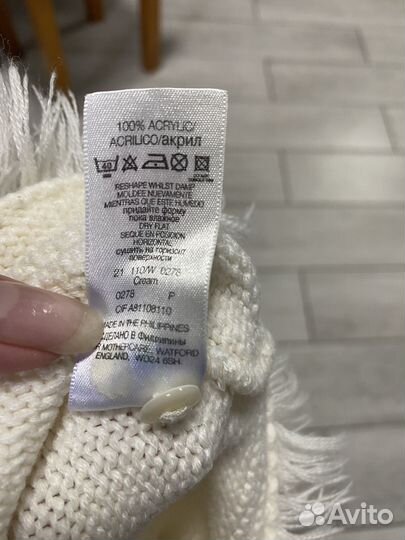 100% ACRYLIC/
ACRILICO/акрил
40
RESHAPE WHILST DAMP
MOLDEE NUEVAMENTE
MIENTRAS QUE ESTE HUMEDO
придайте форму
пока влажное
DRY FLAT
SEQUE EN POSICION
HORIZONTAL
сушить на горизонт
поверхности
21 110/W 0278
Cream
0278 P
C/F A81108110
MADE IN THE PHILIPPINES
СДЕЛАНО В Филиппины
R MOTHERCARE, WATFORD
ENGLAND, WD24 6SH.
Avito